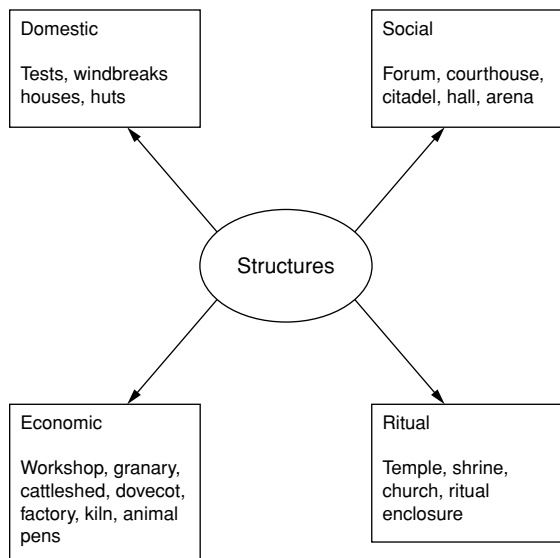 Domestic
Tests, windbreaks
houses, huts
Social
Forum, courthouse,
citadel, hall, arena
Structures
Economic
Workshop, granary,
cattleshed, dovecot,
factory, kiln, animal
pens
Ritual
Temple, shrine,
church, ritual
enclosure